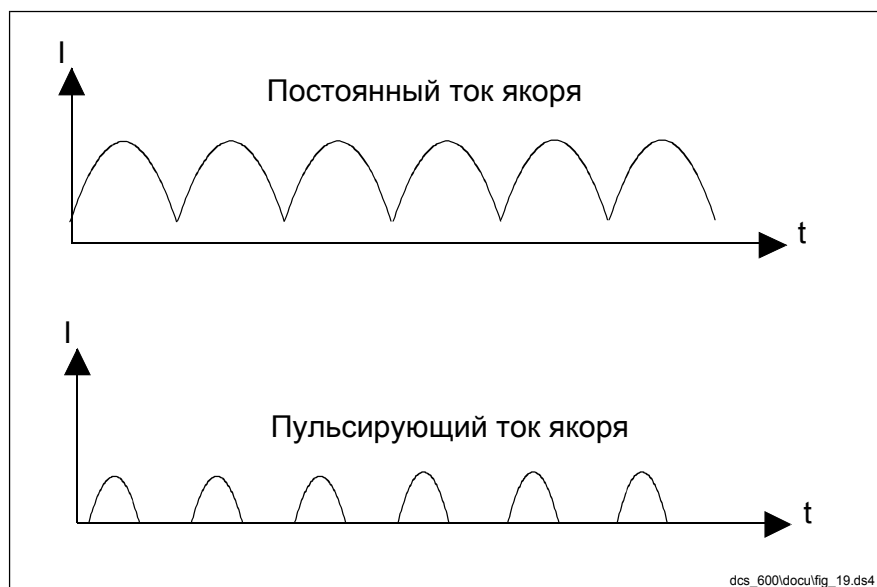 I
Постоянный ток якоря
t
I
Пульсирующий ток якоря
t
dcs_600\docu\fig_19.ds4